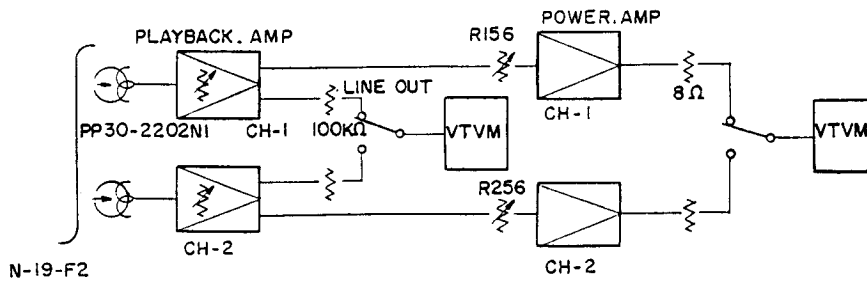 PLAYBACK. AMP
R156
POWER. AMP
LINE OUT
8Ω
PP30-2202N1
CH-1
100KΩ
VTVM
CH-1
VTVM
R256
CH-2
CH-2
N-19-F2